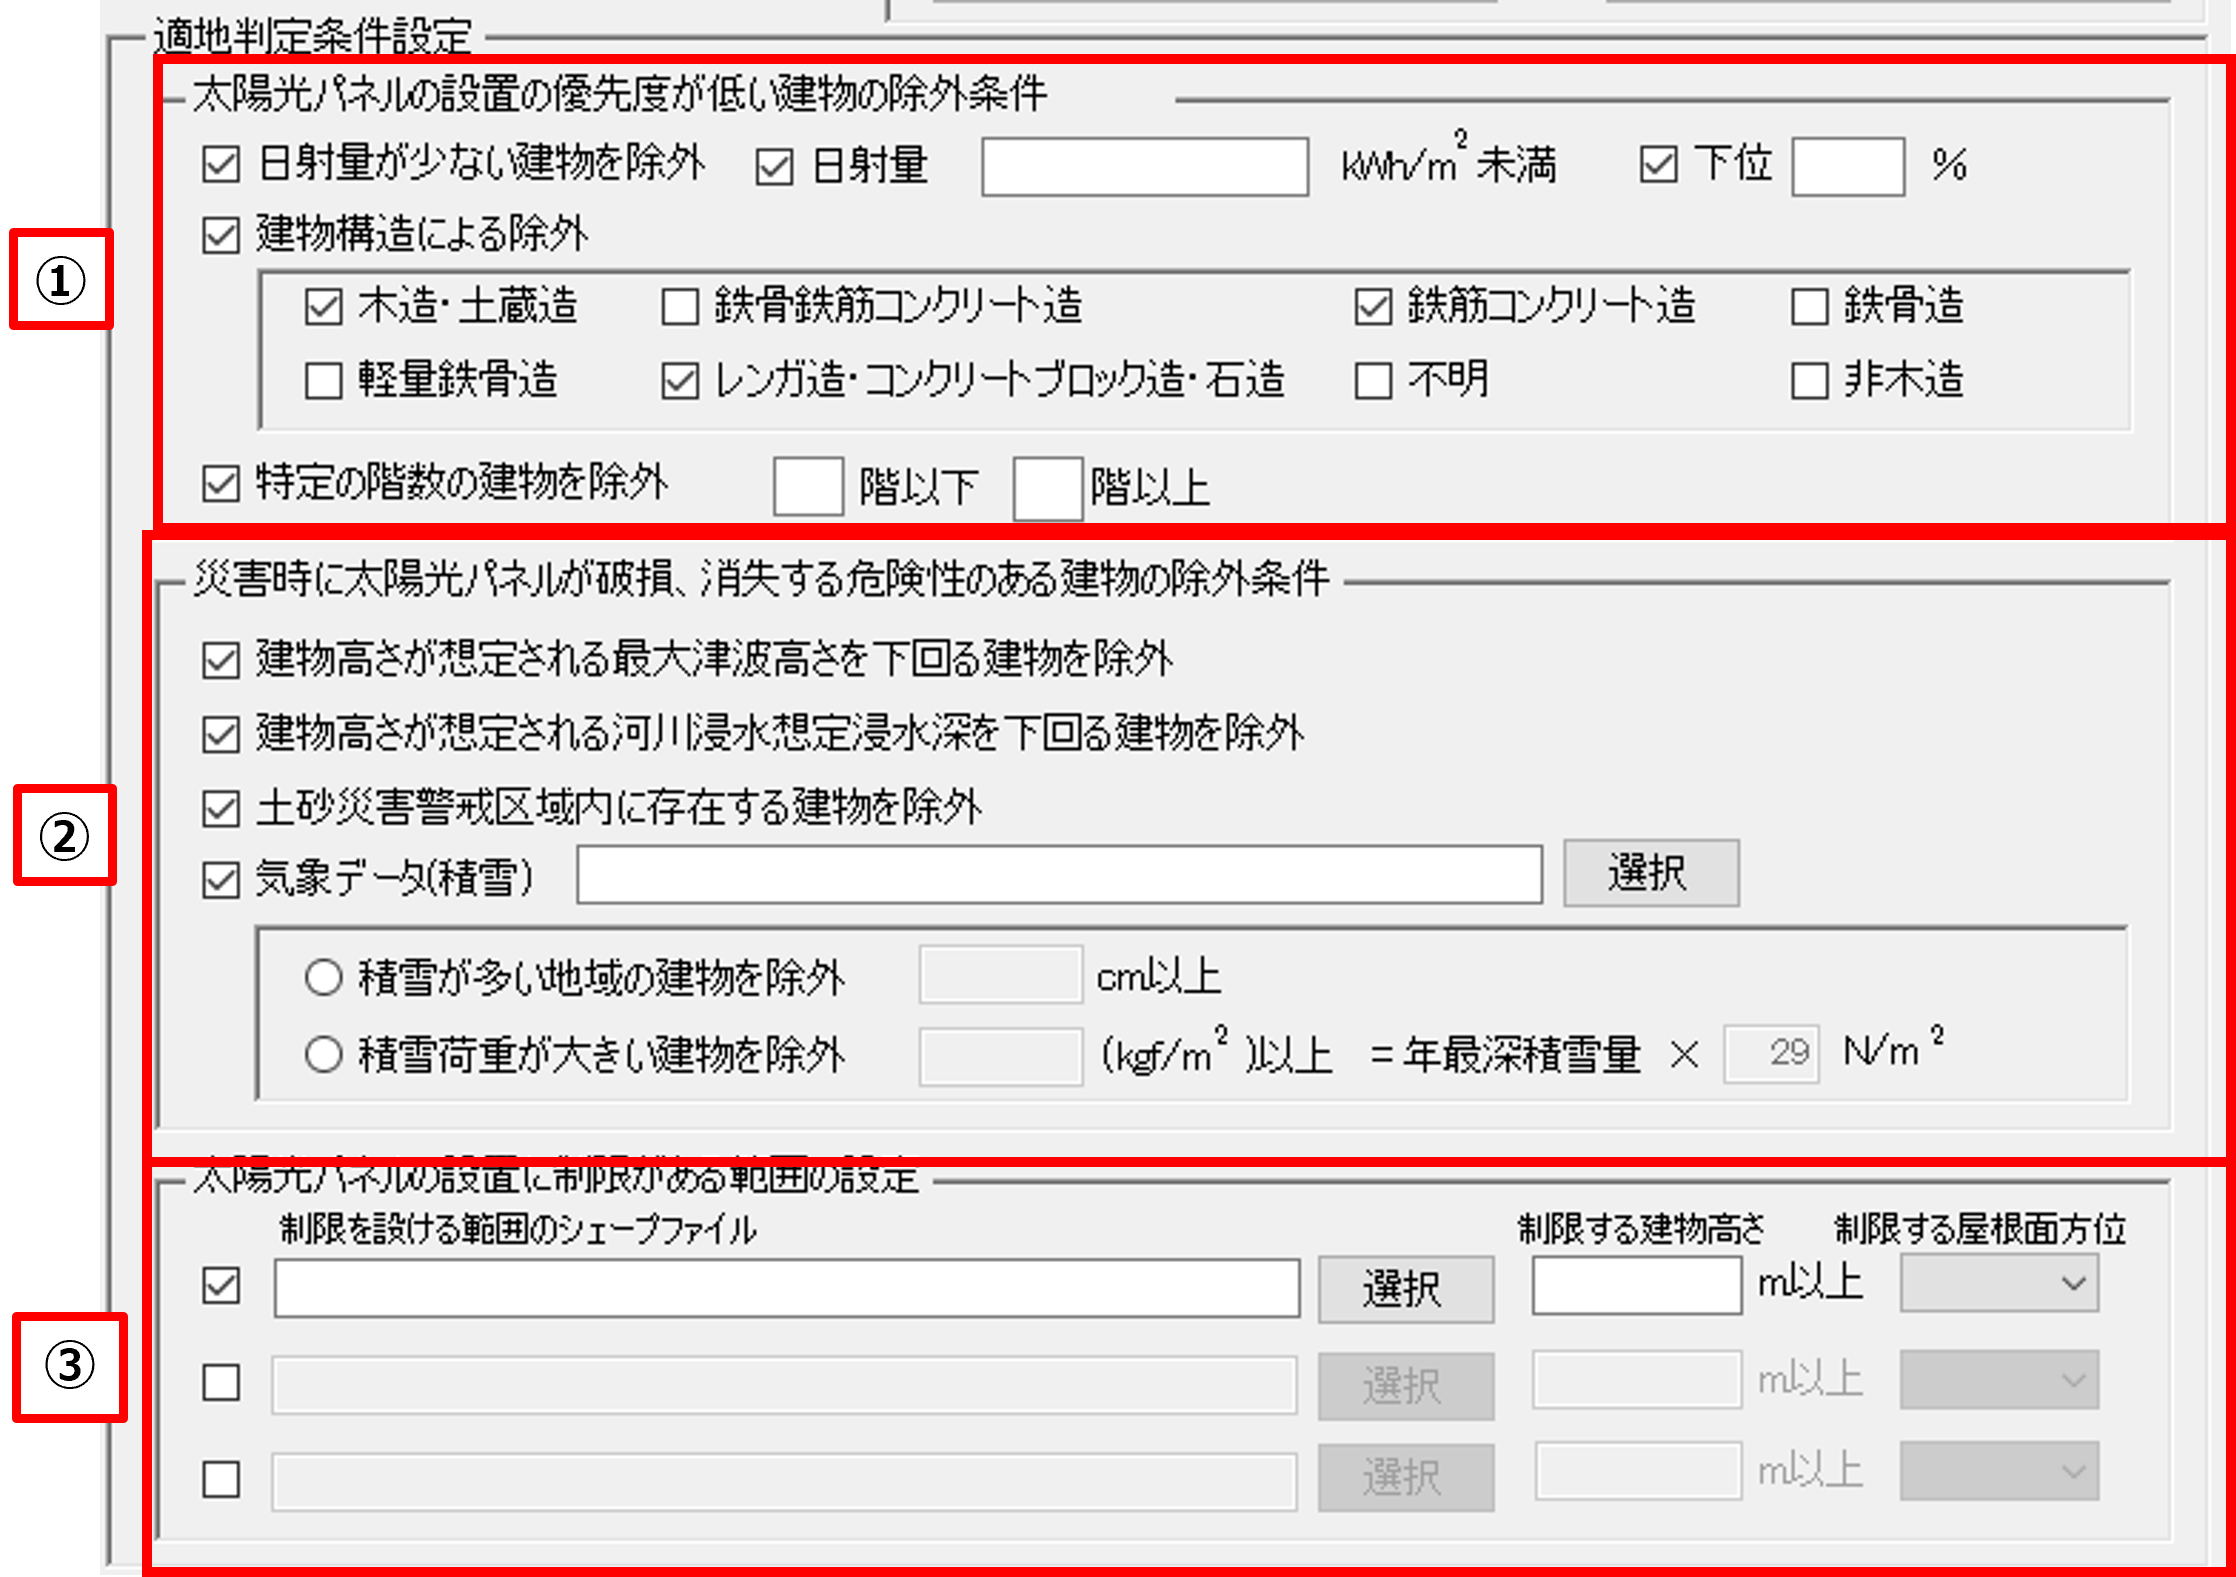 適地判定条件設定
太陽光パネルの設置の優先度が低い建物の除外条件
日射量が少ない建物を除外 日射量 kWh/m² 未満 下位 %
建物構造による除外
①
木造・土蔵造 鉄骨鉄筋コンクリート造 鉄筋コンクリート造 鉄骨造
軽量鉄骨造 レンガ造・コンクリートブロック造・石造 不明 非木造
特定の階数の建物を除外 階以下 階以上
災害時に太陽光パネルが破損、消失する危険性のある建物の除外条件
建物高さが想定される最大津波高さを下回る建物を除外
建物高さが想定される河川浸水想定浸水深を下回る建物を除外
②
土砂災害警戒区域内に存在する建物を除外
気象データ(積雪) 選択
積雪が多い地域の建物を除外 cm以上
積雪荷重が大きい建物を除外 (kgf/m² )以上 =年最深積雪量 × 29 N/m²
太陽光パネルの設置に制限がある範囲の設定
制限を設ける範囲のシェープファイル 制限する建物高さ 制限する屋根面方位
選択 m以上
③
選択 m以上
選択 m以上